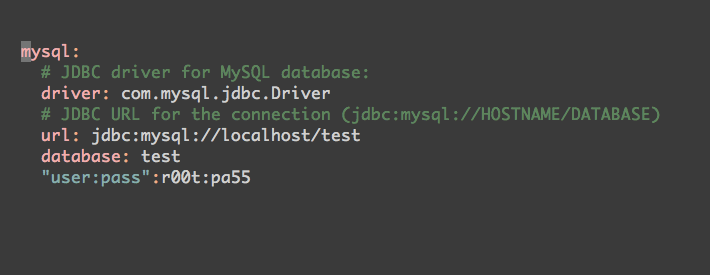 mysql:
  # JDBC driver for MySQL database:
  driver: com.mysql.jdbc.Driver
  # JDBC URL for the connection (jdbc:mysql://HOSTNAME/DATABASE)
  url: jdbc:mysql://localhost/test
  database: test
  "user:pass":r00t:pa55